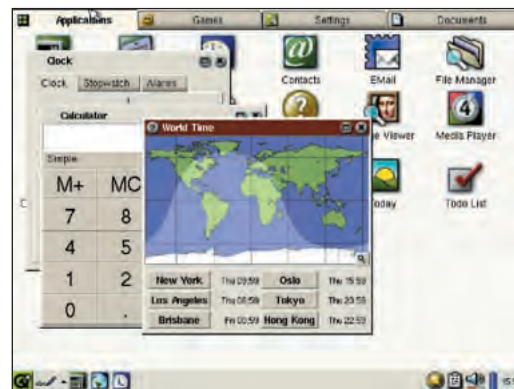 Applications Games Settings Documents
Clock
Contacts EMail File Manager
Clock Stopwatch Alarms
Calculator
World Time
Viewer Media Player
Simple
M+ MC
7 8
Today Todo List
4 5
1 2
New York Thu 09:59 Oslo Thu 15:59
Los Angeles Thu 06:59 Tokyo Thu 23:59
0 .
Brisbane Fri 00:59 Hong Kong Thu 22:59